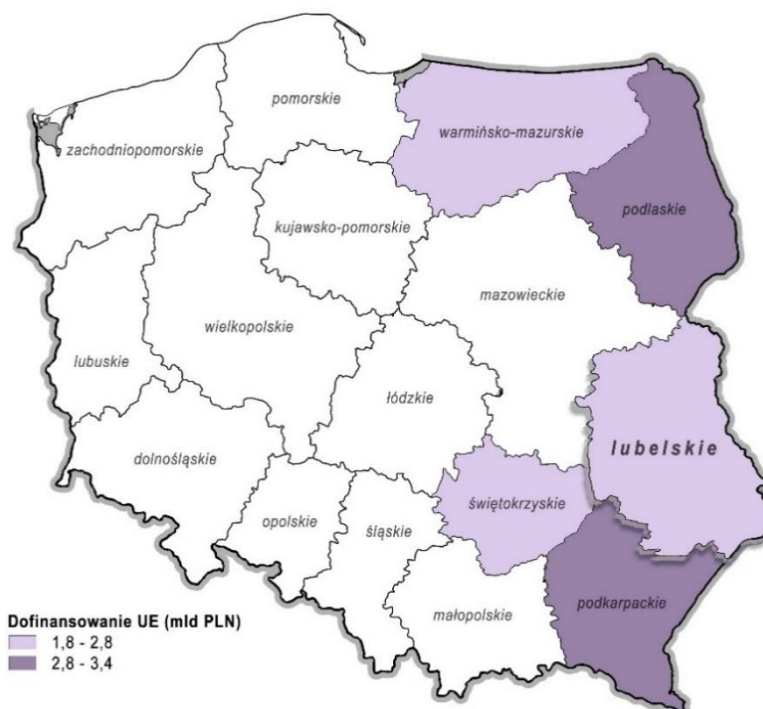 pomorskie
warmińsko-mazurskie
zachodniopomorskie
podlaskie
kujawsko-pomorskie
mazowieckie
wielkopolskie
lubuskie
łódzkie
lubelskie
dolnośląskie
świętokrzyskie
opolskie
śląskie
podkarpackie
małopolskie
Dofinansowanie UE (mld PLN)
1,8 - 2,8
2,8 - 3,4